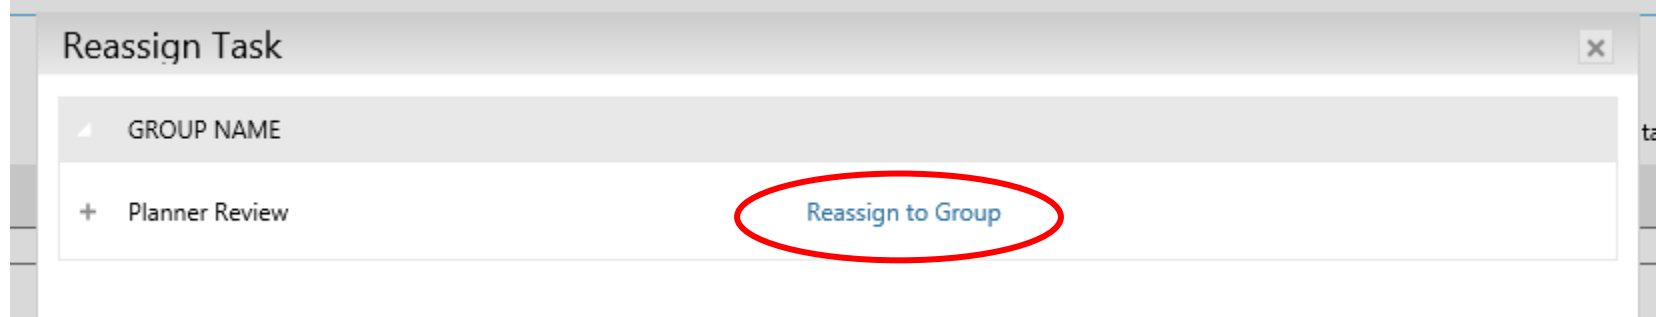 Reassign Task
GROUP NAME
Planner Review
Reassign to Group